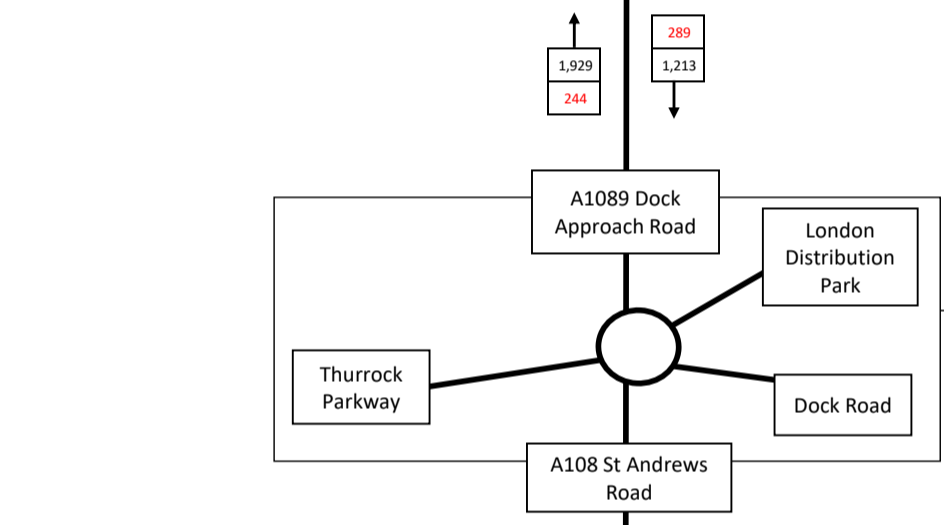 289
1,929
1,213
244
A1089 Dock
Approach Road
London
Distribution
Park
Thurrock
Parkway
Dock Road
A108 St Andrews
Road